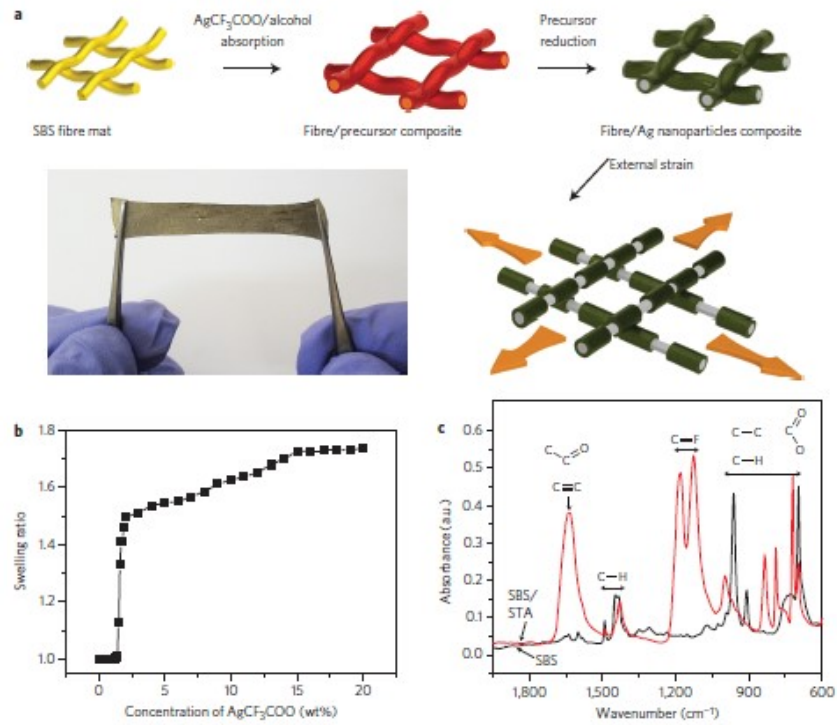 a
AgCF₃COO/alcohol
absorption
Precursor
reduction
SBS fibre mat
Fibre/precursor composite
Fibre/Ag nanoparticles composite
External strain
b
Swelling ratio
1.8
1.6
1.4
1.2
1.0
0
5
10
15
20
Concentration of AgCF₃COO (wt%)
c
Absorbance (a.u.)
0.6
0.5
0.4
0.3
0.2
0.1
0.0
C C O
C=C
C—H
C—F
C—C
C—H
O C O
SBS/
STA
SBS
1,800
1,500
1,200
900
600
Wavenumber (cm⁻¹)